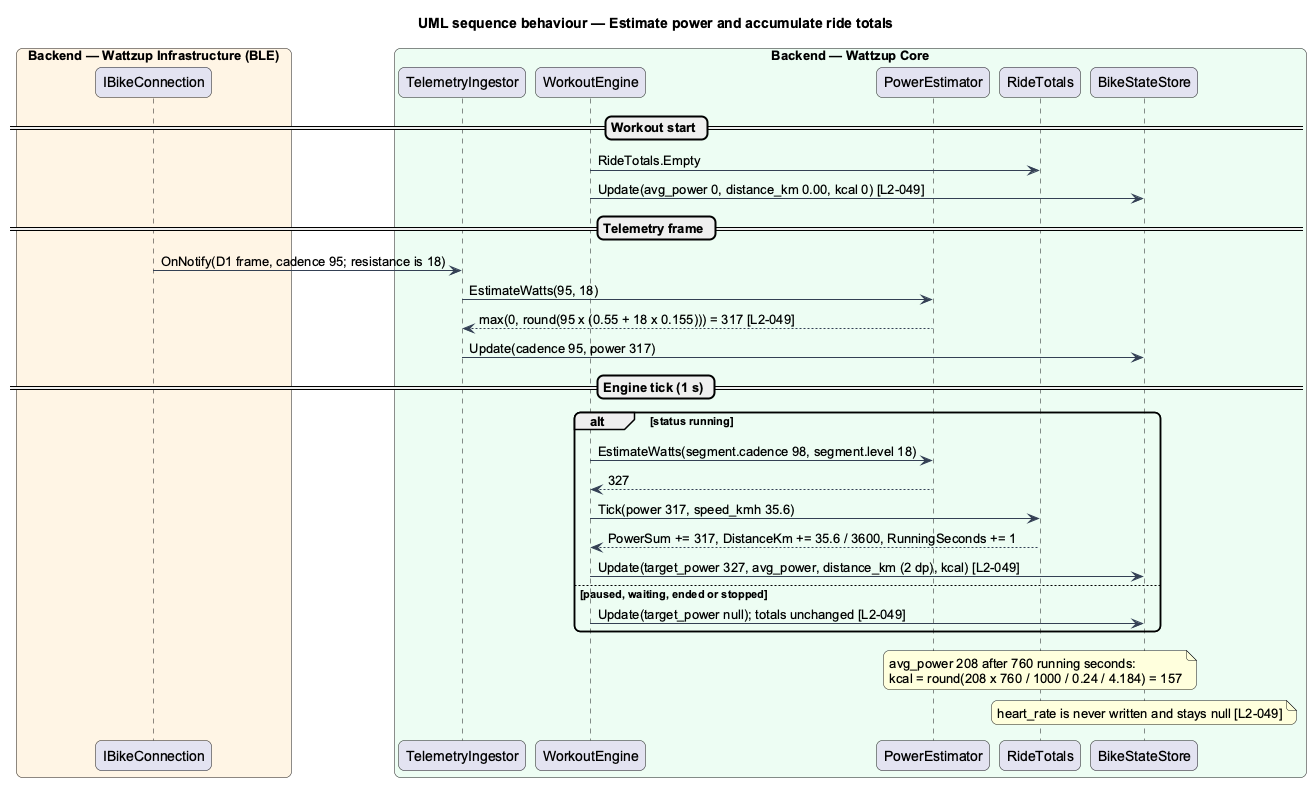 UML sequence behaviour — Estimate power and accumulate ride totals
Backend — Wattzup Infrastructure (BLE)
Backend — Wattzup Core
IBikeConnection
TelemetryIngestor
WorkoutEngine
PowerEstimator
RideTotals
BikeStateStore
Workout start
RideTotals.Empty
Update(avg_power 0, distance_km 0.00, kcal 0) [L2-049]
Telemetry frame
OnNotify(D1 frame, cadence 95; resistance is 18)
EstimateWatts(95, 18)
max(0, round(95 x (0.55 + 18 x 0.155))) = 317 [L2-049]
Update(cadence 95, power 317)
Engine tick (1 s)
alt
[status running]
EstimateWatts(segment.cadence 98, segment.level 18)
327
Tick(power 317, speed_kmh 35.6)
PowerSum += 317, DistanceKm += 35.6 / 3600, RunningSeconds += 1
Update(target_power 327, avg_power, distance_km (2 dp), kcal) [L2-049]
[paused, waiting, ended or stopped]
Update(target_power null); totals unchanged [L2-049]
avg_power 208 after 760 running seconds:
kcal = round(208 x 760 / 1000 / 0.24 / 4.184) = 157
heart_rate is never written and stays null [L2-049]
IBikeConnection
TelemetryIngestor
WorkoutEngine
PowerEstimator
RideTotals
BikeStateStore